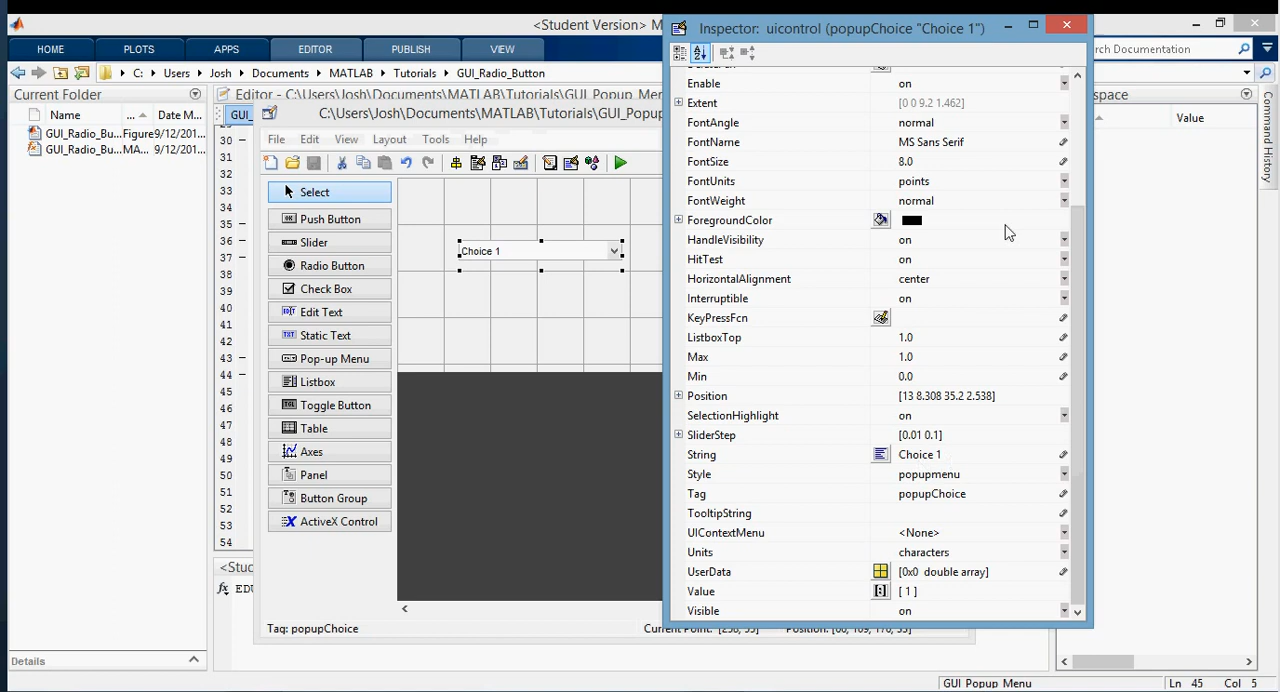 <Student Version> M
HOME
PLOTS
APPS
EDITOR
PUBLISH
VIEW
rch Documentation
C: ▸ Users ▸ Josh ▸ Documents ▸ MATLAB ▸ Tutorials ▸ GUI_Radio_Button
Current Folder
Name
...
Date M...
GUI_Radio_Bu...Figure9/12/201...
GUI_Radio_Bu...MA... 9/12/201...
Details
Editor - C:\Users\Josh\Documents\MATLAB\Tutorials\GUI_Popup_Me
GUI_
30
31
32
33
34
35
36
37
38
39
40
41
42
43
44
45
46
47
48
49
50
51
52
53
54
<Stu
fx EDU
C:\Users\Josh\Documents\MATLAB\Tutorials\GUI_Popup
File
Edit
View
Layout
Tools
Help
Select
Push Button
Slider
Radio Button
Check Box
Edit Text
Static Text
Pop-up Menu
Listbox
Toggle Button
Table
Axes
Panel
Button Group
ActiveX Control
Choice 1
Tag: popupChoice
Inspector: uicontrol (popupChoice "Choice 1")
Enable on
Extent [0 0 9.2 1.462]
FontAngle normal
FontName MS Sans Serif
FontSize 8.0
FontUnits points
FontWeight normal
ForegroundColor
HandleVisibility on
HitTest on
HorizontalAlignment center
Interruptible on
KeyPressFcn
ListboxTop 1.0
Max 1.0
Min 0.0
Position [13 8.308 35.2 2.538]
SelectionHighlight on
SliderStep [0.01 0.1]
String Choice 1
Style popupmenu
Tag popupChoice
TooltipString
UIContextMenu <None>
Units characters
UserData [0x0 double array]
Value [ 1 ]
Visible on
space
Value
Command History
GUI_Popup_Menu
Ln 45
Col 5